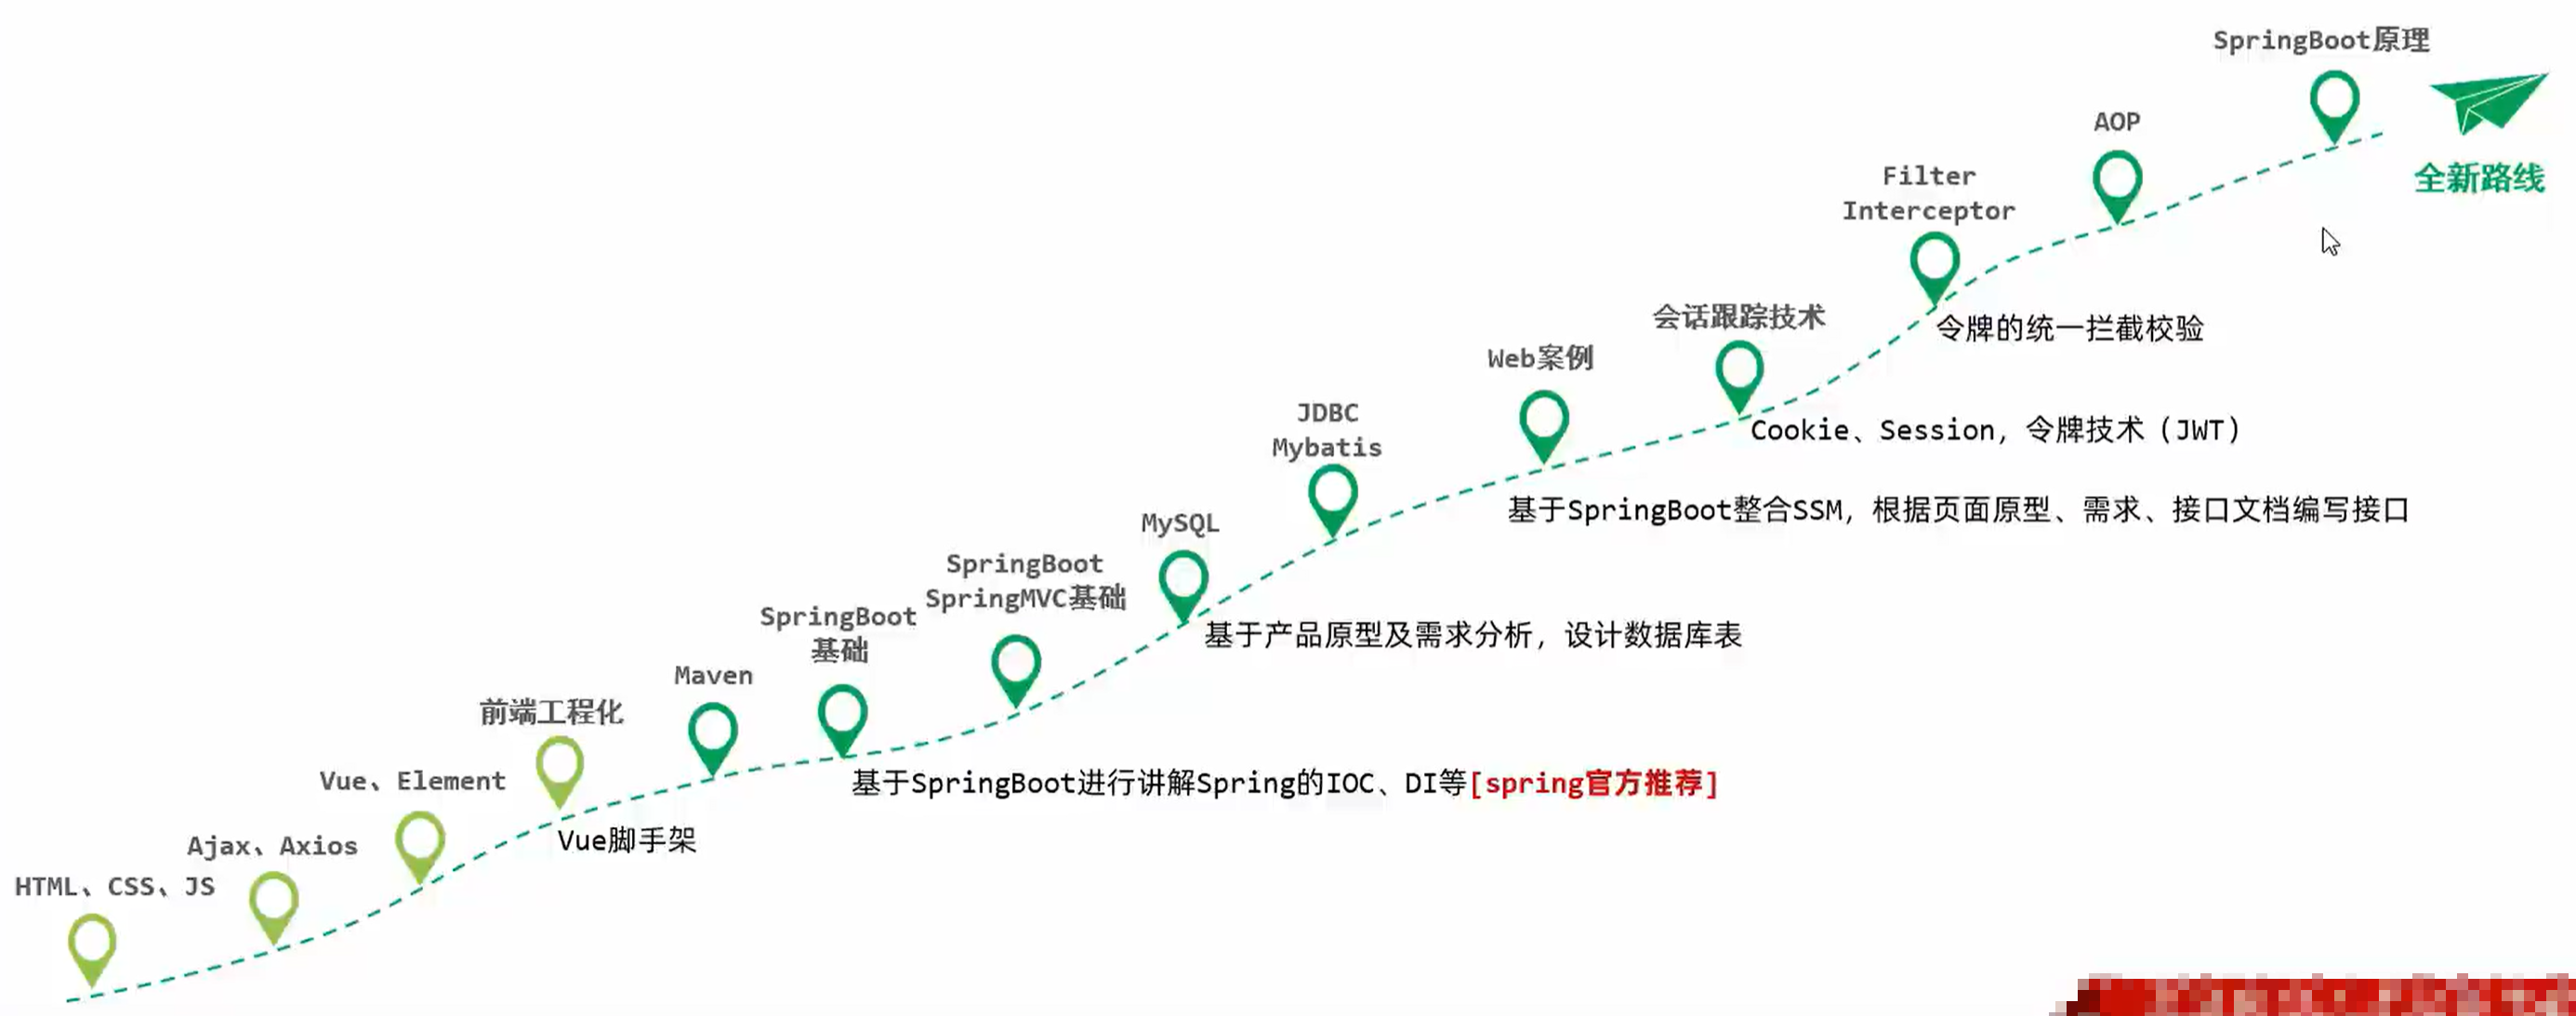 SpringBoot原理
全新路线
AOP
Filter
Interceptor
令牌的统一拦截校验
会话跟踪技术
Cookie、Session，令牌技术（JWT）
Web案例
基于SpringBoot整合SSM，根据页面原型、需求、接口文档编写接口
JDBC
Mybatis
MySQL
基于产品原型及需求分析，设计数据库表
SpringBoot
SpringMVC基础
SpringBoot
基础
基于SpringBoot进行讲解Spring的IOC、DI等[spring官方推荐]
Maven
前端工程化
Vue脚手架
Vue、Element
Ajax、Axios
HTML、CSS、JS